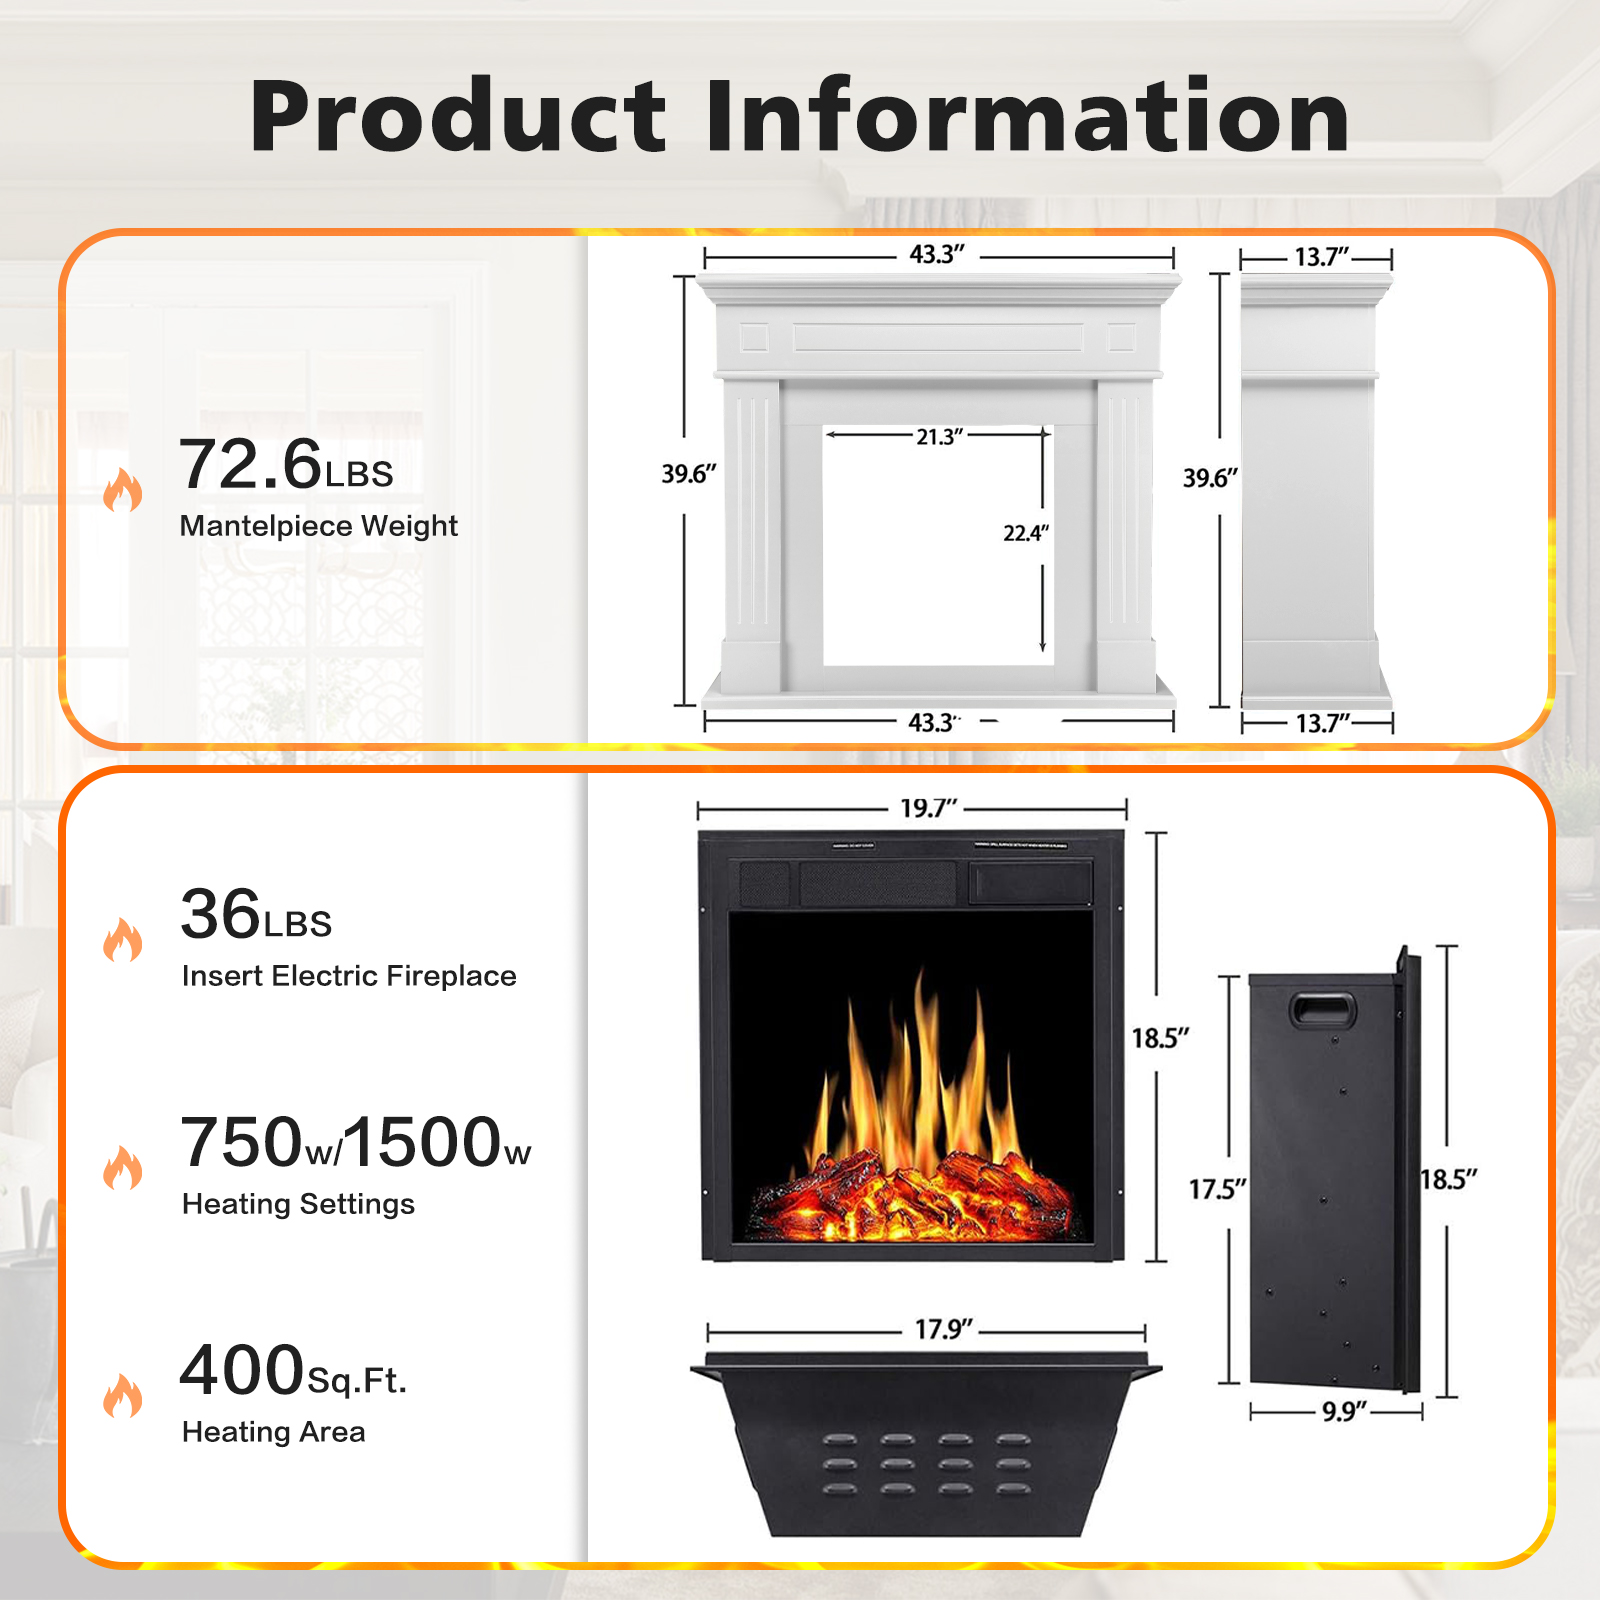 Product Information
43.3"
13.7"
72.6LBS
Mantelpiece Weight
39.6"
21.3"
22.4"
39.6"
43.3"
13.7"
36LBS
Insert Electric Fireplace
750w/1500w
Heating Settings
400Sq.Ft.
Heating Area
19.7"
18.5"
17.5"
18.5"
9.9"
17.9"